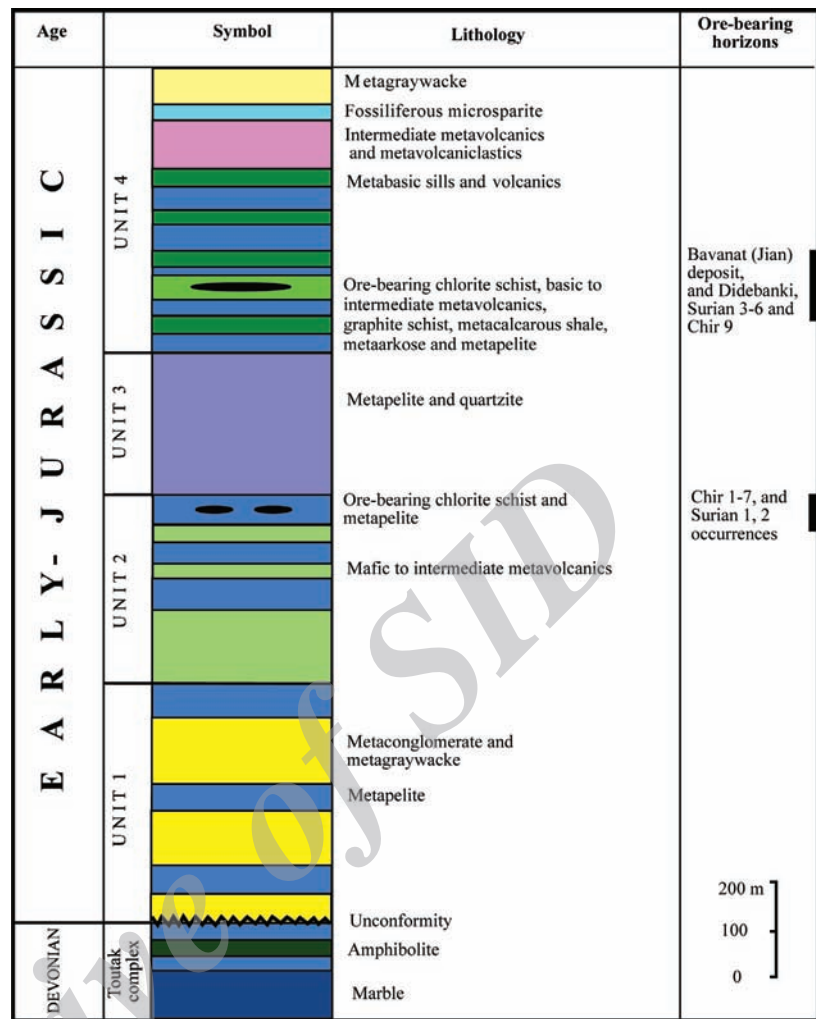 Age
Symbol
Lithology
Ore-bearing
horizons
EARLY-JURASSIC
UNIT 4
Metagraywacke
Fossiliferous microsparite
Intermediate metavolcanics
and metavolcaniclastics
Metabasic sills and volcanics
Ore-bearing chlorite schist, basic to
intermediate metavolcanics,
graphite schist, metacalcarous shale,
metaarkose and metapelite
Bavanat (Jian)
deposit,
and Didebanki,
Surian 3-6 and
Chir 9
UNIT 3
Metapelite and quartzite
UNIT 2
Ore-bearing chlorite schist and
metapelite
Chir 1-7, and
Surian 1, 2
occurrences
Mafic to intermediate metavolcanics
UNIT 1
Metaconglomerate and
metagraywacke
Metapelite
Unconformity
DEVONIAN
Toutak
complex
Amphibolite
Marble
200 m
100
0
ive of SID